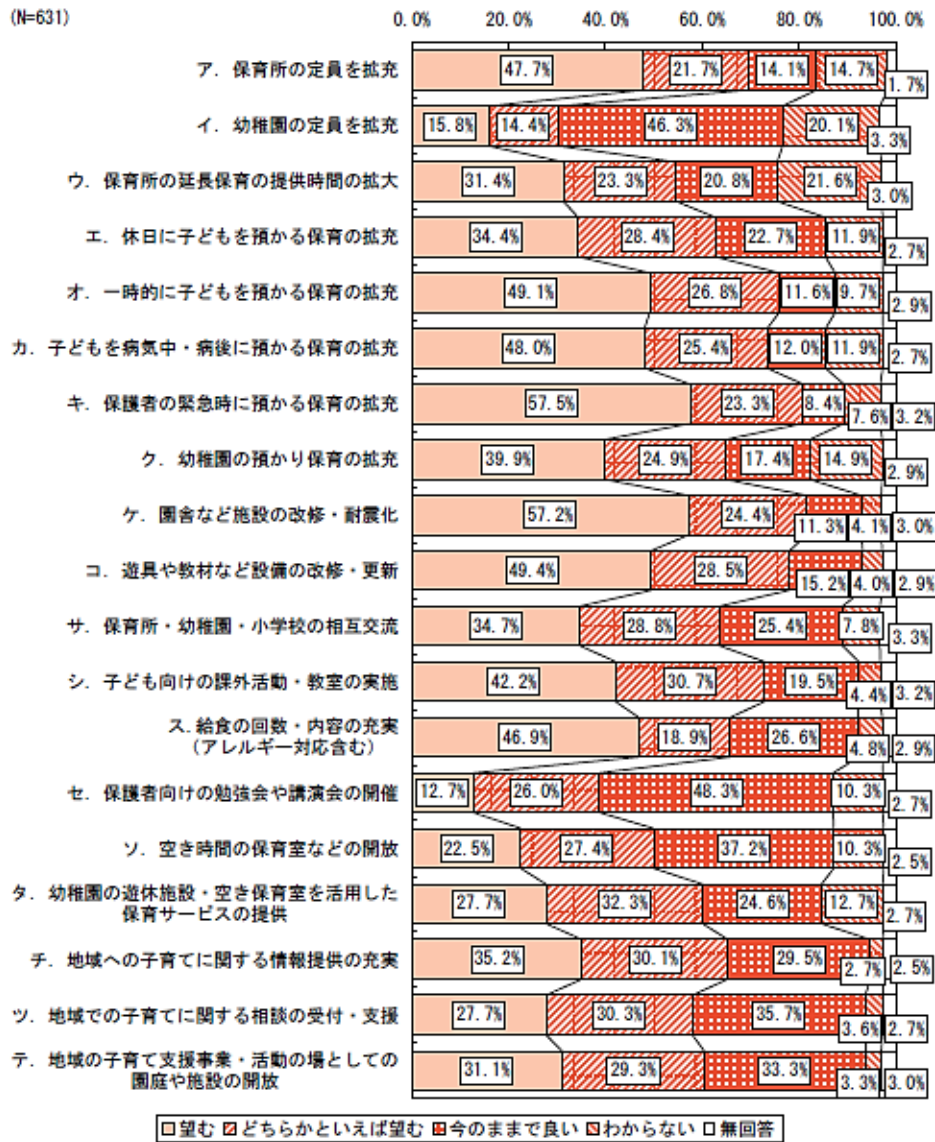 (N=631)
0.0% 20.0% 40.0% 60.0% 80.0% 100.0%
ア. 保育所の定員を拡充 47.7% 21.7% 14.1% 14.7% 1.7%
イ. 幼稚園の定員を拡充 15.8% 14.4% 46.3% 20.1% 3.3%
ウ. 保育所の延長保育の提供時間の拡大 31.4% 23.3% 20.8% 21.6% 3.0%
エ. 休日に子どもを預かる保育の拡充 34.4% 28.4% 22.7% 11.9% 2.7%
オ. 一時的に子どもを預かる保育の拡充 49.1% 26.8% 11.6% 9.7% 2.9%
カ. 子どもを病気中・病後に預かる保育の拡充 48.0% 25.4% 12.0% 11.9% 2.7%
キ. 保護者の緊急時に預かる保育の拡充 57.5% 23.3% 8.4% 7.6% 3.2%
ク. 幼稚園の預かり保育の拡充 39.9% 24.9% 17.4% 14.9% 2.9%
ケ. 園舎など施設の改修・耐震化 57.2% 24.4% 11.3% 4.1% 3.0%
コ. 遊具や教材など設備の改修・更新 49.4% 28.5% 15.2% 4.0% 2.9%
サ. 保育所・幼稚園・小学校の相互交流 34.7% 28.8% 25.4% 7.8% 3.3%
シ. 子ども向けの課外活動・教室の実施 42.2% 30.7% 19.5% 4.4% 3.2%
ス. 給食の回数・内容の充実
(アレルギー対応含む) 46.9% 18.9% 26.6% 4.8% 2.9%
セ. 保護者向けの勉強会や講演会の開催 12.7% 26.0% 48.3% 10.3% 2.7%
ソ. 空き時間の保育室などの開放 22.5% 27.4% 37.2% 10.3% 2.5%
タ. 幼稚園の遊休施設・空き保育室を活用した
保育サービスの提供 27.7% 32.3% 24.6% 12.7% 2.7%
チ. 地域への子育てに関する情報提供の充実 35.2% 30.1% 29.5% 2.7% 2.5%
ツ. 地域での子育てに関する相談の受付・支援 27.7% 30.3% 35.7% 3.6% 2.7%
テ. 地域の子育て支援事業・活動の場としての
園庭や施設の開放 31.1% 29.3% 33.3% 3.3% 3.0%
望む どちらかといえば望む 今のままで良い わからない 無回答